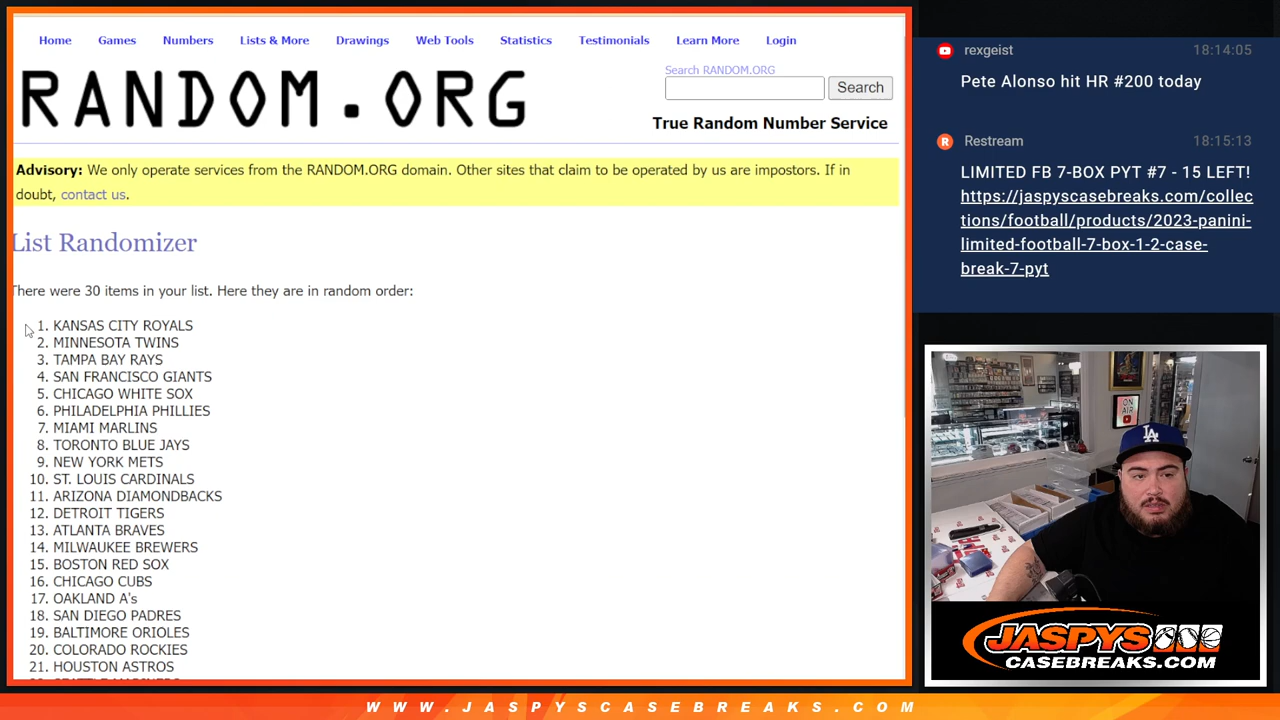 Home Games Numbers Lists & More Drawings Web Tools Statistics Testimonials Learn More Login
RANDOM.ORG
Search RANDOM.ORG
Search
True Random Number Service
Advisory: We only operate services from the RANDOM.ORG domain. Other sites that claim to be operated by us are impostors. If in
doubt, contact us.
List Randomizer
There were 30 items in your list. Here they are in random order:
1. KANSAS CITY ROYALS
2. MINNESOTA TWINS
3. TAMPA BAY RAYS
4. SAN FRANCISCO GIANTS
5. CHICAGO WHITE SOX
6. PHILADELPHIA PHILLIES
7. MIAMI MARLINS
8. TORONTO BLUE JAYS
9. NEW YORK METS
10. ST. LOUIS CARDINALS
11. ARIZONA DIAMONDBACKS
12. DETROIT TIGERS
13. ATLANTA BRAVES
14. MILWAUKEE BREWERS
15. BOSTON RED SOX
16. CHICAGO CUBS
17. OAKLAND A's
18. SAN DIEGO PADRES
19. BALTIMORE ORIOLES
20. COLORADO ROCKIES
21. HOUSTON ASTROS
rexgeist 18:14:05
Pete Alonso hit HR #200 today
Restream 18:15:13
LIMITED FB 7-BOX PYT #7 - 15 LEFT!
https://jaspyscasebreaks.com/collec
tions/football/products/2023-panini-
limited-football-7-box-1-2-case-
break-7-pyt
ON
AIR
LA
JASPYS
CASEBREAKS.COM
WWW.JASPYSCASEBREAKS.COM